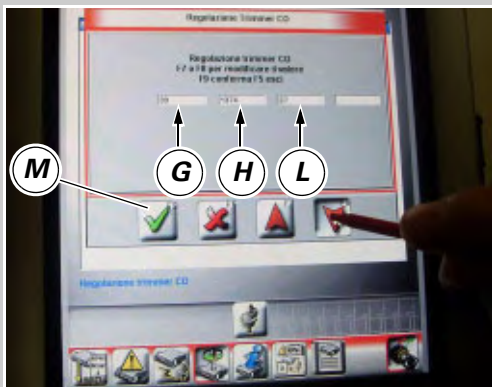 Regolazione Trimmer CO
Regolazione trimmer CO
F7 a F8 per modificare il valore
F9 conferma F5 esci
M
G
H
L
Regolazione trimmer CO